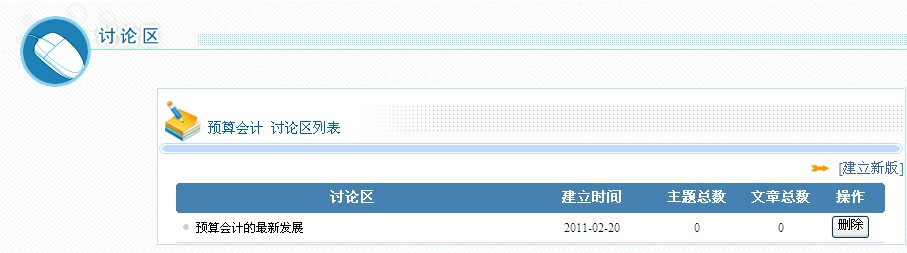 讨论区
预算会计 讨论区列表
[建立新版]
讨论区 建立时间 主题总数 文章总数 操作
预算会计的最新发展 2011-02-20 0 0 删除